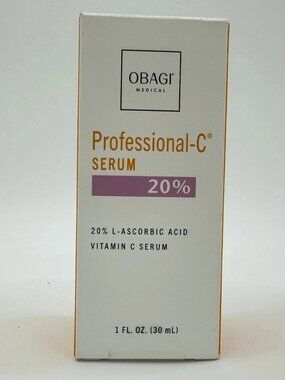 OBAGI
MEDICAL
Professional-C®
SERUM
20%
20% L-ASCORBIC ACID
VITAMIN C SERUM
1 FL. OZ. (30 mL)